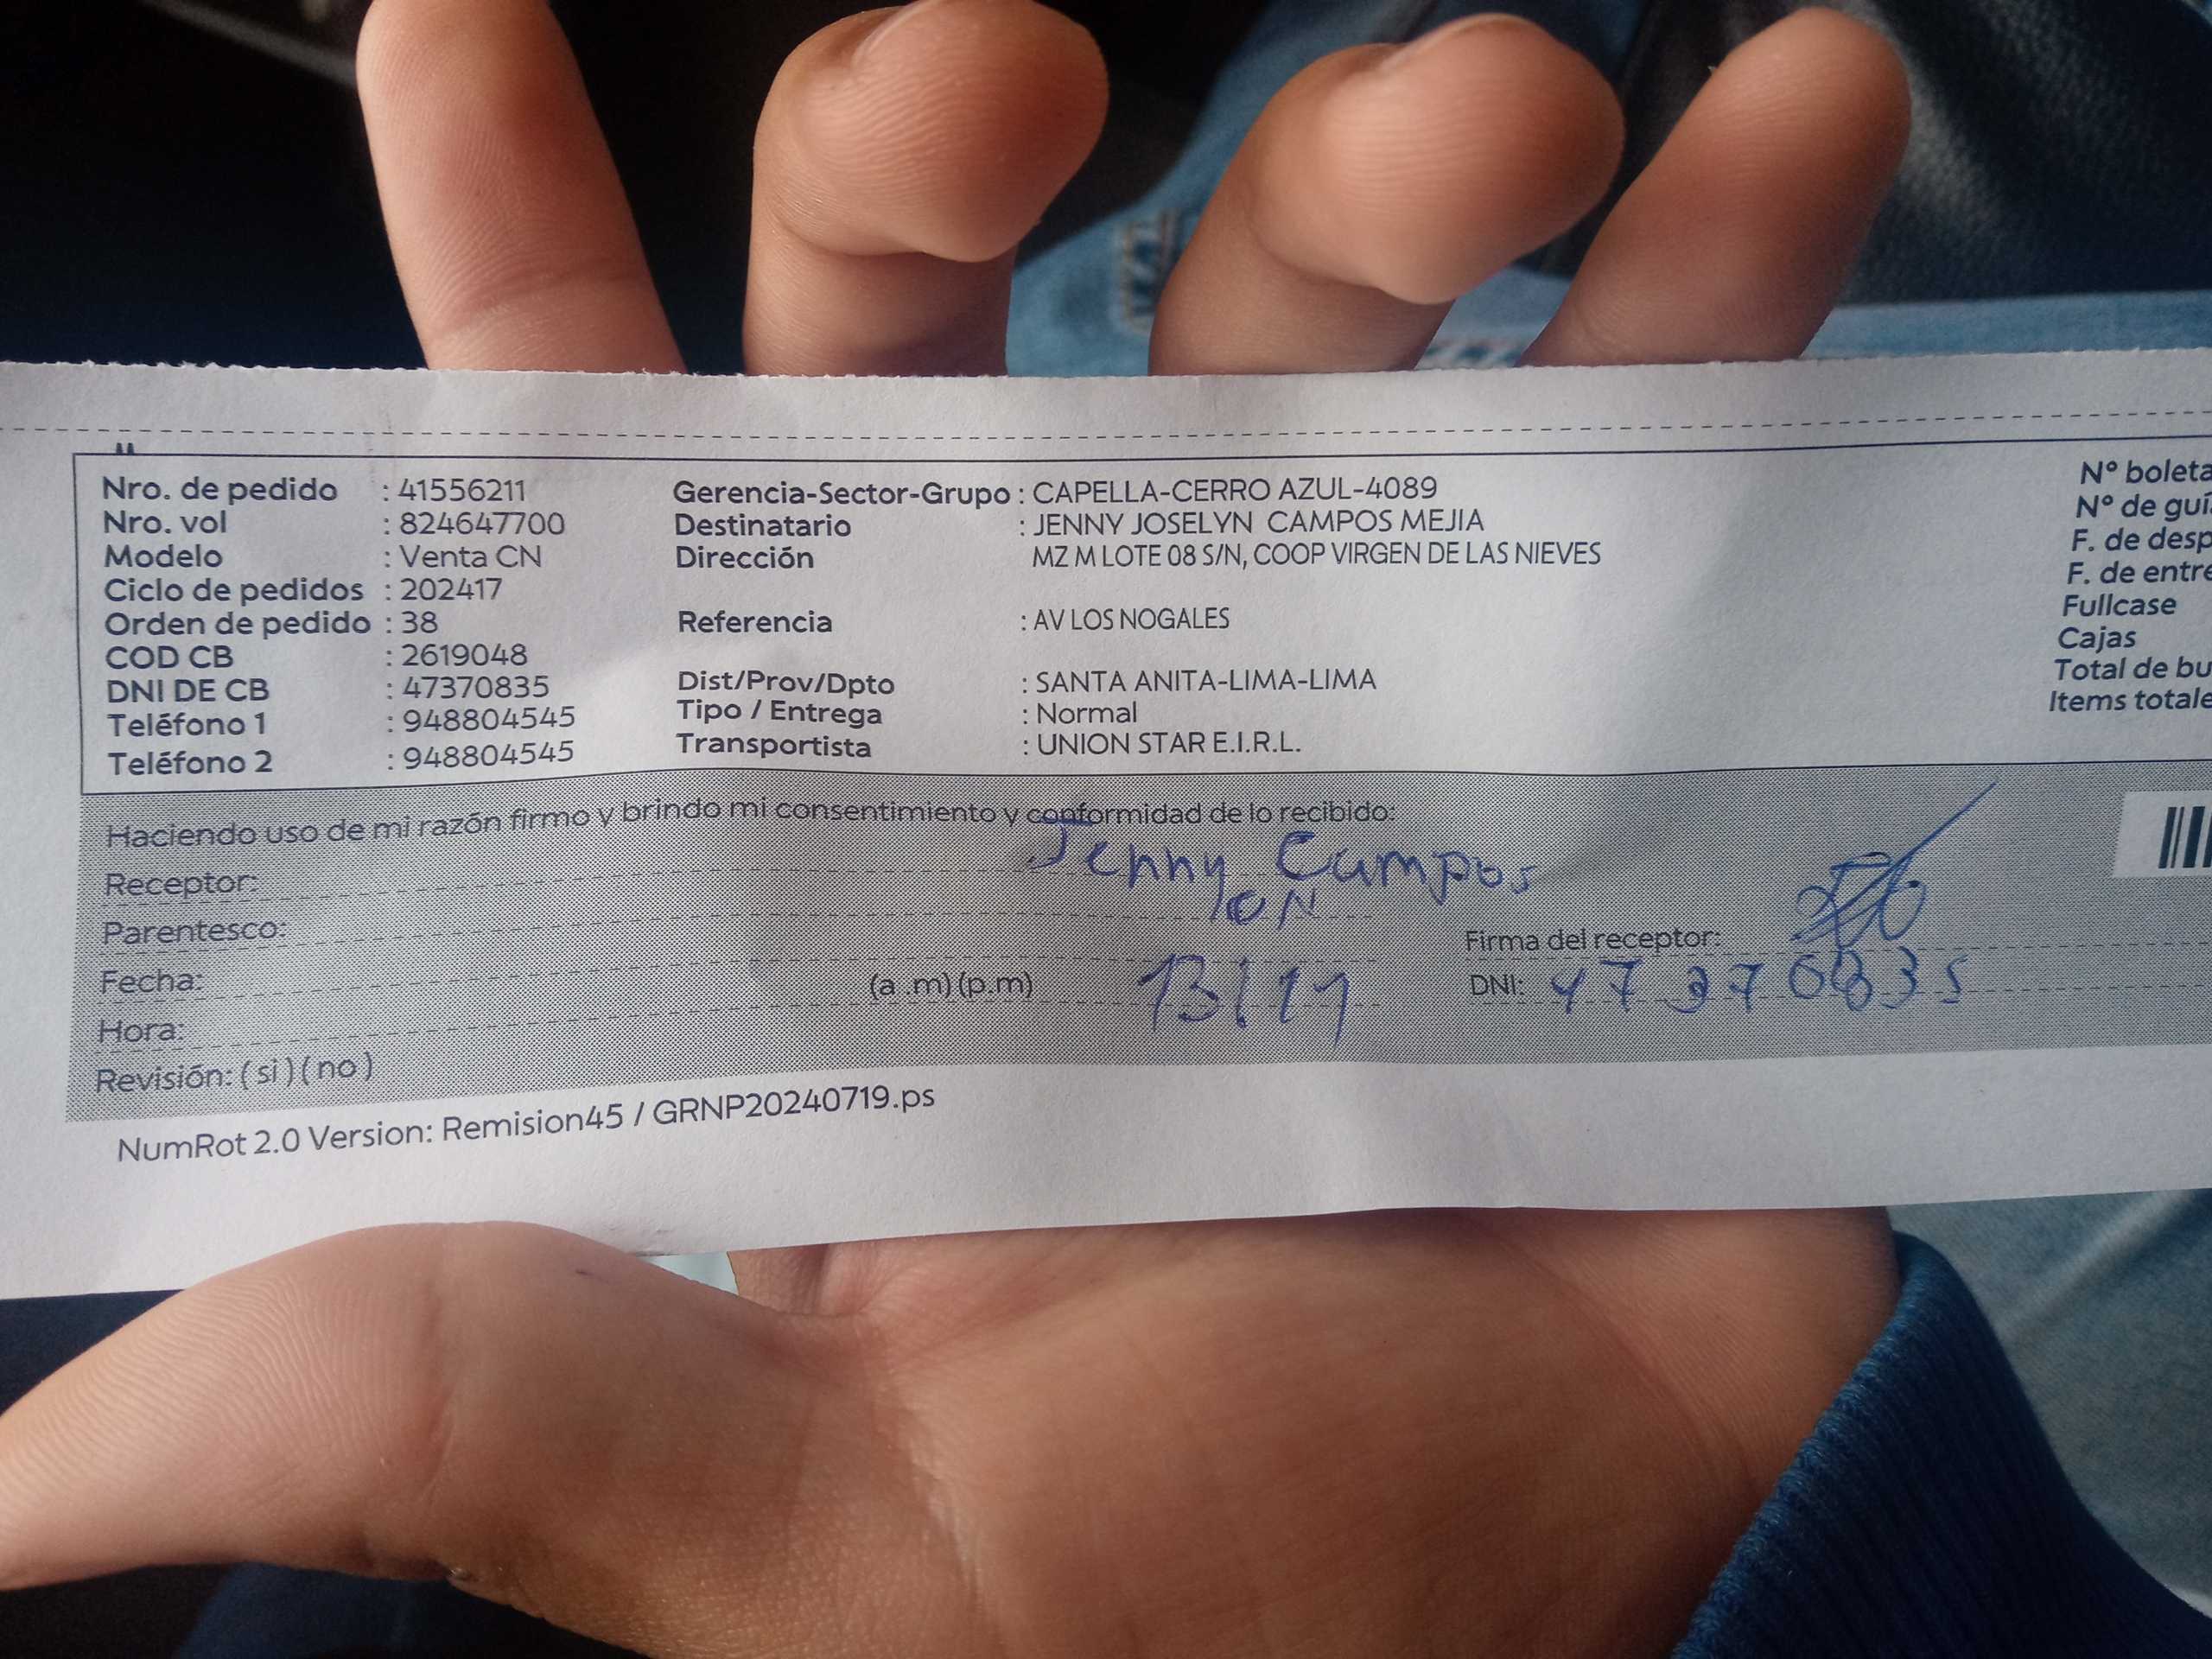 Nro. de pedido : 41556211
Nro. vol : 824647700
Modelo : Venta CN
Ciclo de pedidos : 202417
Orden de pedido : 38
COD CB : 2619048
DNI DE CB : 47370835
Teléfono 1 : 948804545
Teléfono 2 : 948804545
Gerencia-Sector-Grupo : CAPELLA-CERRO AZUL-4089
Destinatario : JENNY JOSELYN CAMPOS MEJIA
Dirección MZ M LOTE 08 S/N, COOP VIRGEN DE LAS NIEVES
Referencia : AV LOS NOGALES
Dist/Prov/Dpto : SANTA ANITA-LIMA-LIMA
Tipo / Entrega : Normal
Transportista : UNION STAR E.I.R.L.
Nº boleta
Nº de guí
F. de desp
F. de entre
Fullcase
Cajas
Total de bu
Items totale
Haciendo uso de mi razón firmo y brindo mi consentimiento y conformidad de lo recibido:
Receptor: Jenny Campos
Parentesco:
Fecha: (a .m) (p.m) 13/11
Hora:
Revisión: ( si ) ( no )
Firma del receptor:
DNI: 47370835
NumRot 2.0 Version: Remision45 / GRNP20240719.ps